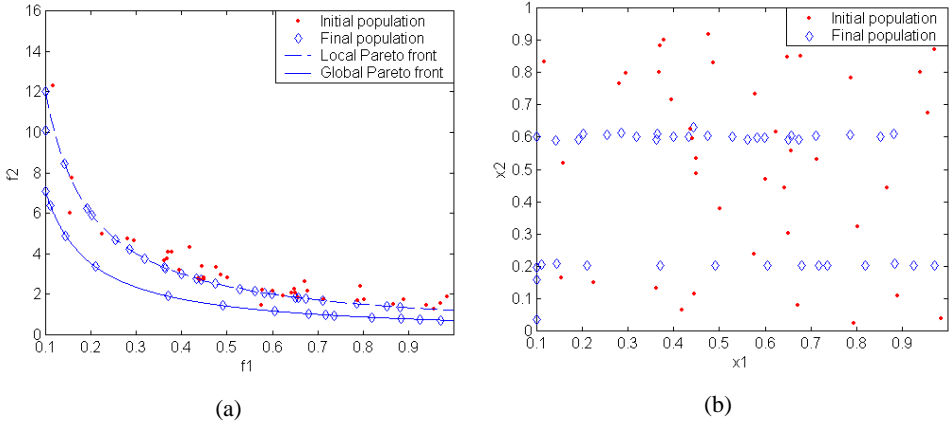 16
14
12
10
8
6
4
2
0
f2
Initial population
Final population
Local Pareto front
Global Pareto front
0.1 0.2 0.3 0.4 0.5 0.6 0.7 0.8 0.9
f1
(a)
1
0.9
0.8
0.7
0.6
0.5
0.4
0.3
0.2
0.1
0
x2
Initial population
Final population
0.1 0.2 0.3 0.4 0.5 0.6 0.7 0.8 0.9 1
x1
(b)